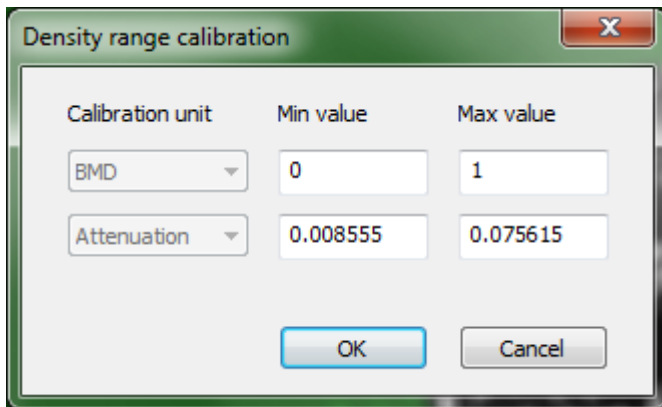 Density range calibration
Calibration unit Min value Max value
BMD 0 1
Attenuation 0.008555 0.075615
OK Cancel